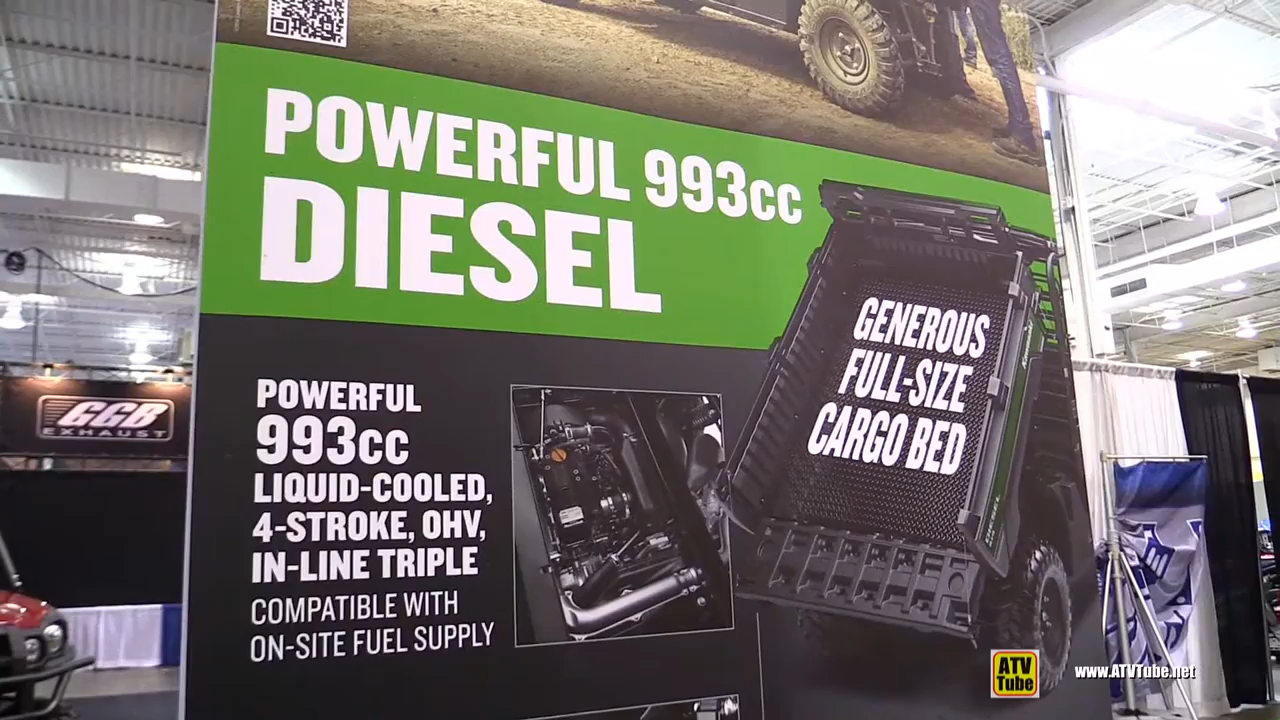 POWERFUL 993cc
DIESEL
GENEROUS
FULL-SIZE
CARGO BED
POWERFUL
993cc
LIQUID-COOLED,
4-STROKE, OHV,
IN-LINE TRIPLE
COMPATIBLE WITH
ON-SITE FUEL SUPPLY
GGB
EXHAUST
DIESEL
ATV
Tube
www.ATVTube.net